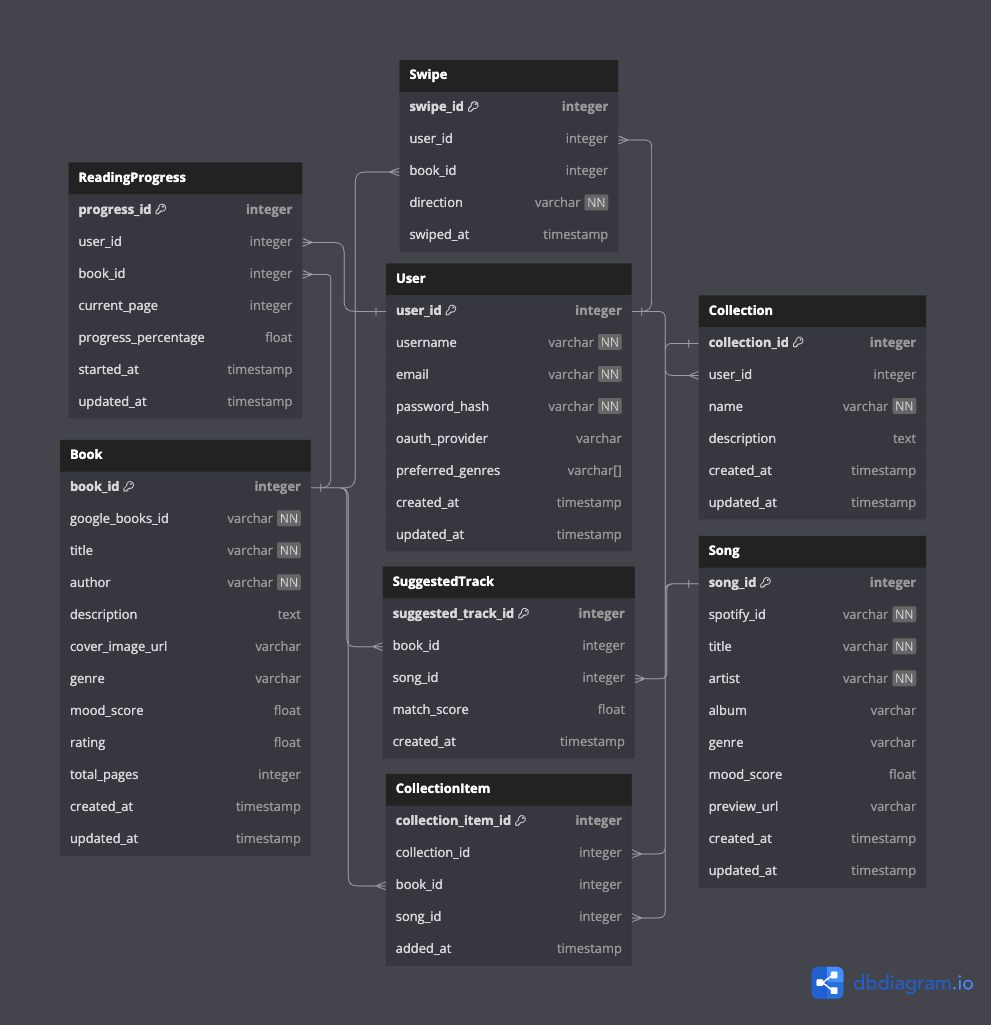 Swipe
swipe_id integer
user_id integer
book_id integer
direction varchar NN
swiped_at timestamp
ReadingProgress
progress_id integer
user_id integer
book_id integer
current_page integer
progress_percentage float
started_at timestamp
updated_at timestamp
User
user_id integer
username varchar NN
email varchar NN
password_hash varchar NN
oauth_provider varchar
preferred_genres varchar[]
created_at timestamp
updated_at timestamp
Collection
collection_id integer
user_id integer
name varchar NN
description text
created_at timestamp
updated_at timestamp
Book
book_id integer
google_books_id varchar NN
title varchar NN
author varchar NN
description text
cover_image_url varchar
genre varchar
mood_score float
rating float
total_pages integer
created_at timestamp
updated_at timestamp
SuggestedTrack
suggested_track_id integer
book_id integer
song_id integer
match_score float
created_at timestamp
Song
song_id integer
spotify_id varchar NN
title varchar NN
artist varchar NN
album varchar
genre varchar
mood_score float
preview_url varchar
created_at timestamp
updated_at timestamp
CollectionItem
collection_item_id integer
collection_id integer
book_id integer
song_id integer
added_at timestamp
dbdiagram.io